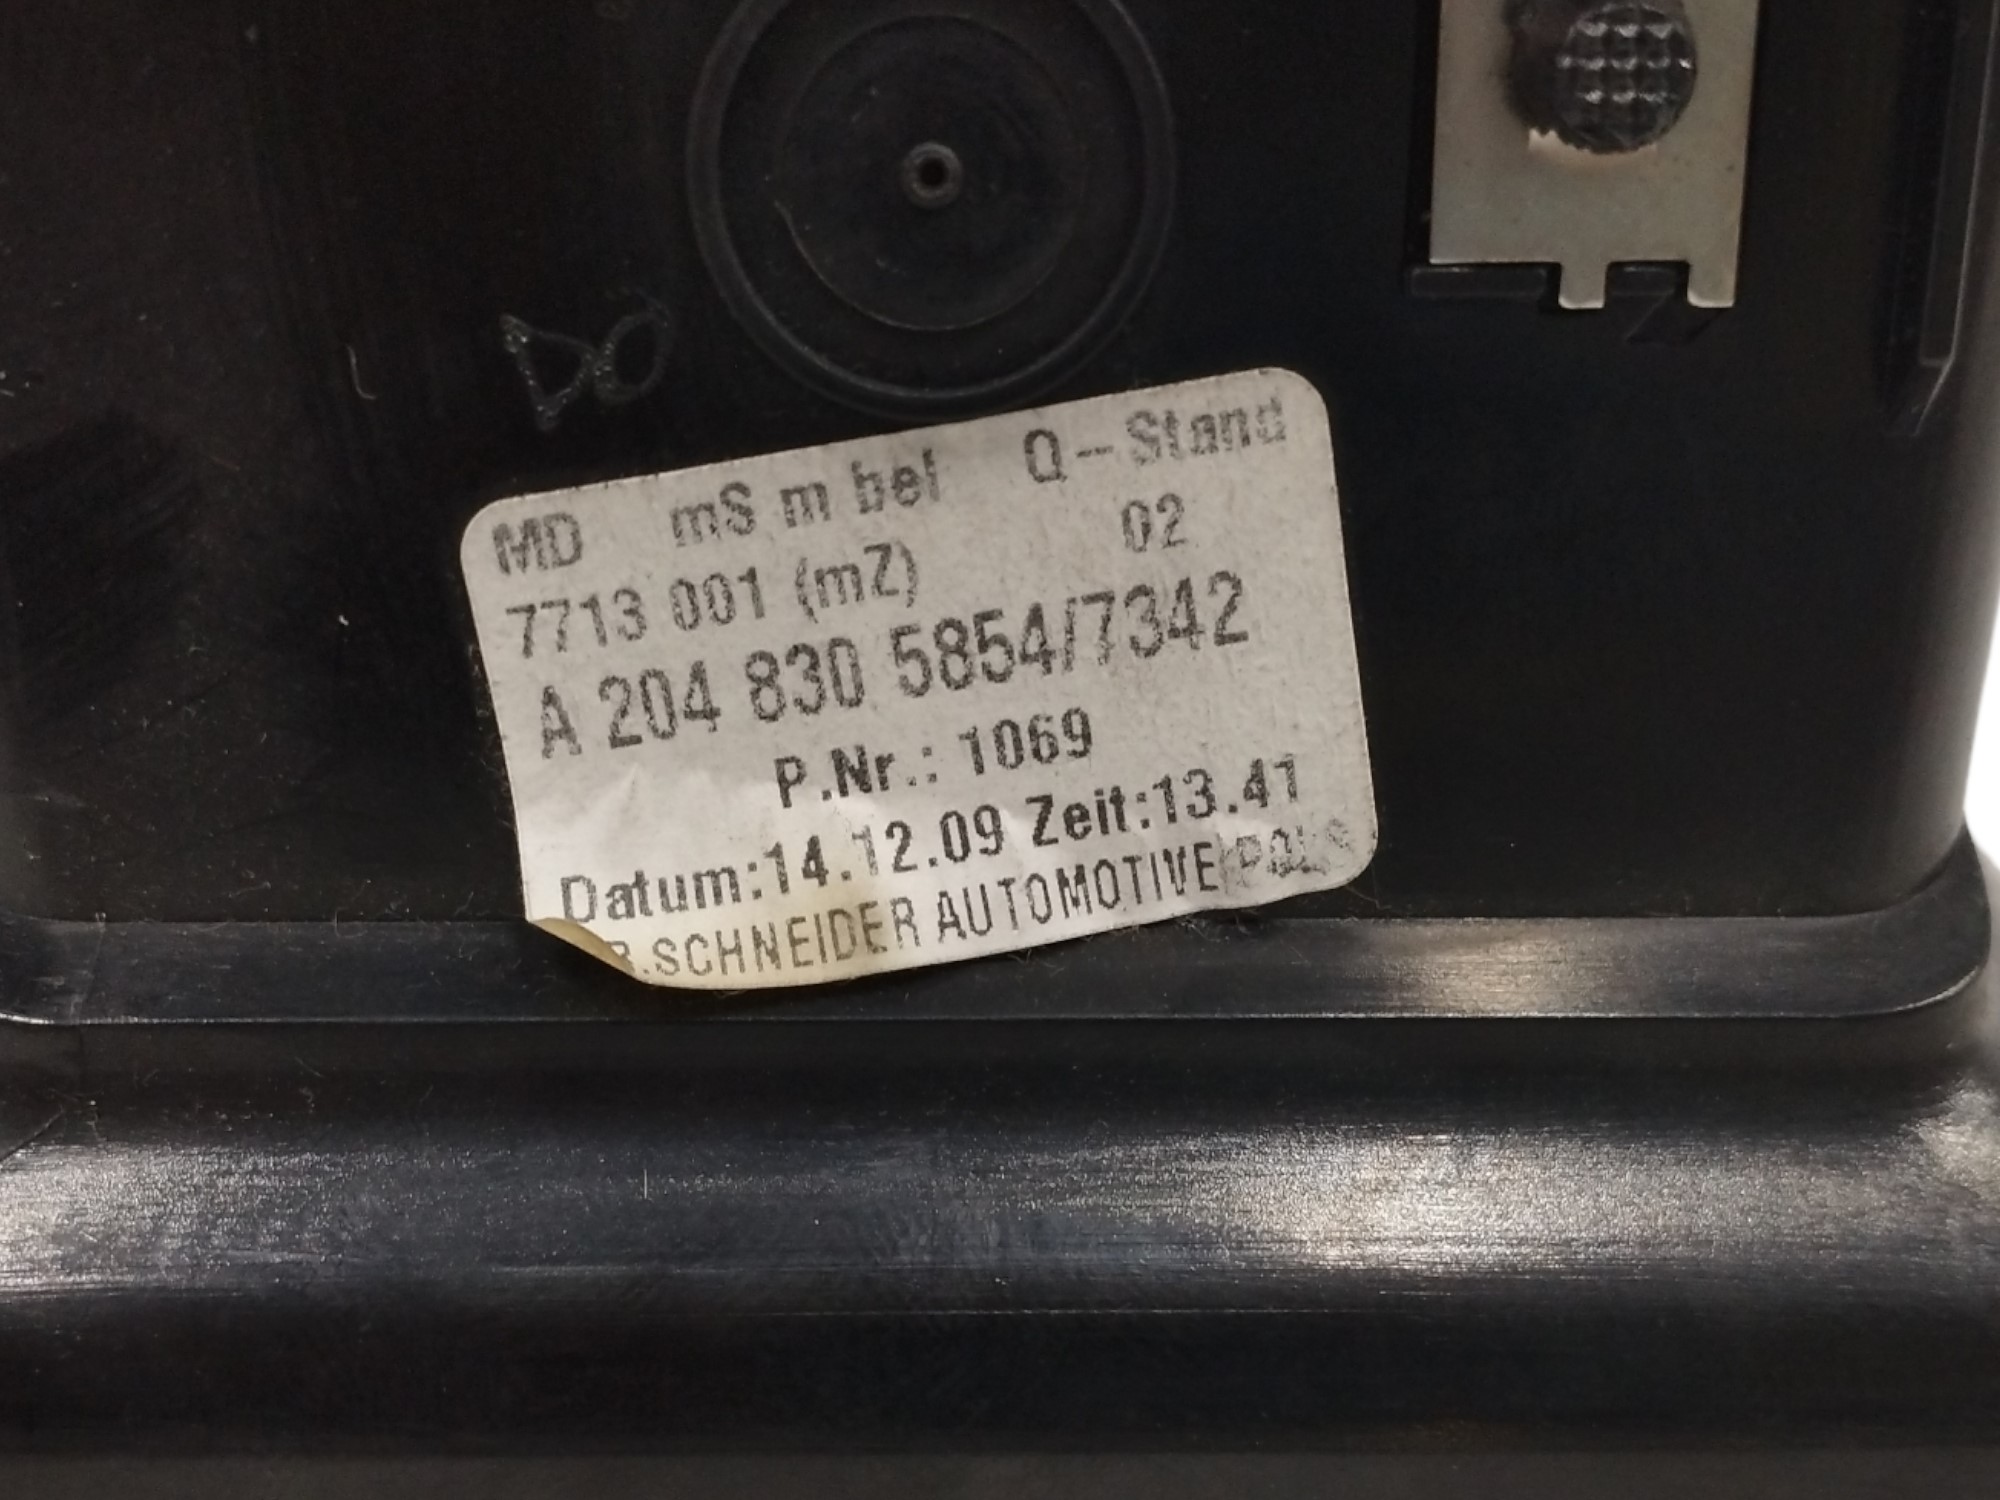 DO
MD mS m bel Q-Stand
7713 001 (mZ) 02
A 204 830 5854/7342
P.Nr.: 1069
Datum:14.12.09 Zeit:13.41
R.SCHNEIDER AUTOMOTIVE